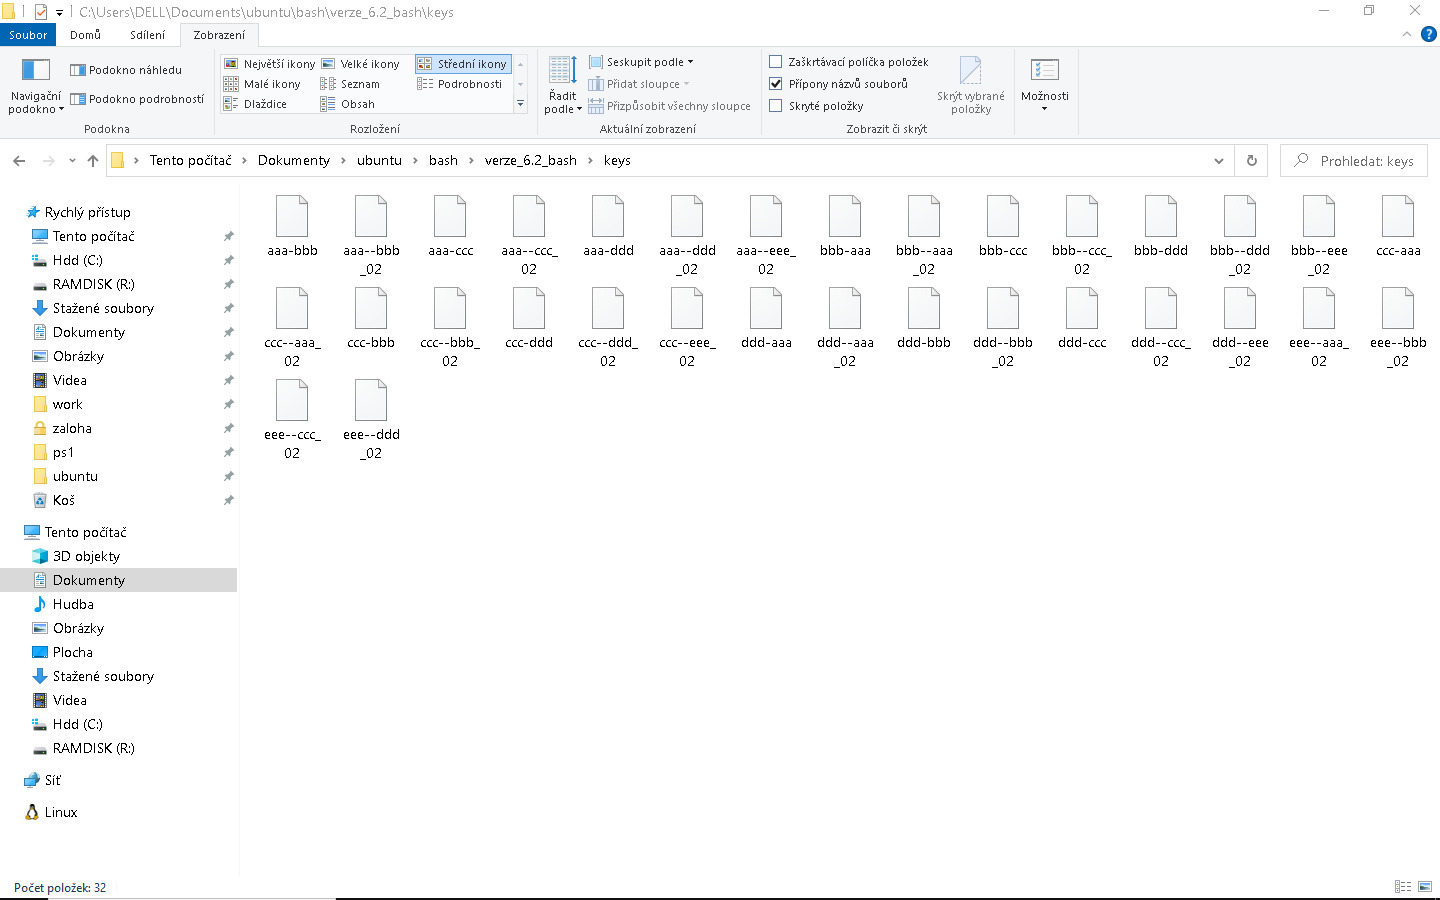 C:\Users\DELL\Documents\ubuntu\bash\verze_6.2_bash\keys
Soubor Domů Sdílení Zobrazení
Navigační podokno
Podokno náhledu
Podokno podrobností
Podokna
Největší ikony Velké ikony Střední ikony
Malé ikony Seznam Podrobnosti
Dlaždice Obsah
Rozložení
Řadit podle
Seskupit podle
Přidat sloupce
Přizpůsobit všechny sloupce
Aktuální zobrazení
Zaškrtávací políčka položek
Přípony názvů souborů
Skryté položky
Skrýt vybrané položky
Zobrazit či skrýt
Možnosti
Tento počítač › Dokumenty › ubuntu › bash › verze_6.2_bash › keys
Prohledat: keys
Rychlý přístup
Tento počítač
Hdd (C:)
RAMDISK (R:)
Stažené soubory
Dokumenty
Obrázky
Videa
work
zaloha
ps1
ubuntu
Koš
Tento počítač
3D objekty
Dokumenty
Hudba
Obrázky
Plocha
Stažené soubory
Videa
Hdd (C:)
RAMDISK (R:)
Síť
Linux
aaa-bbb
aaa--bbb_02
aaa-ccc
aaa--ccc_02
aaa-ddd
aaa--ddd_02
aaa--eee_02
bbb-aaa
bbb--aaa_02
bbb-ccc
bbb--ccc_02
bbb-ddd
bbb--ddd_02
bbb--eee_02
ccc-aaa
ccc--aaa_02
ccc-bbb
ccc--bbb_02
ccc-ddd
ccc--ddd_02
ccc--eee_02
ddd-aaa
ddd--aaa_02
ddd-bbb
ddd--bbb_02
ddd-ccc
ddd--ccc_02
ddd--eee_02
eee--aaa_02
eee--bbb_02
eee--ccc_02
eee--ddd_02
Počet položek: 32